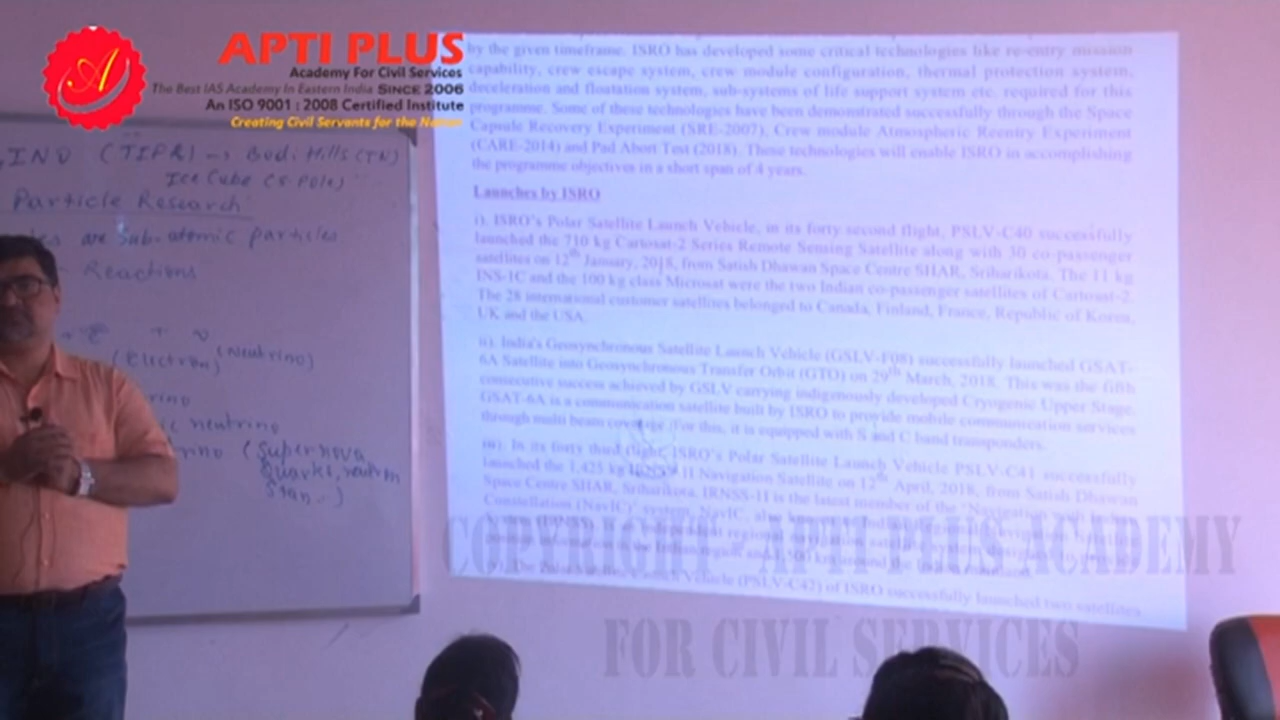 A
APTI PLUS
Academy For Civil Services
The Best IAS Academy In Eastern India SINCE 2006
An ISO 9001 : 2008 Certified Institute
Creating Civil Servants for the Nation
INO (TIFR) → Bodi Hills (TN)
Ice Cube (S Pole)
Particle Research
are sub-atomic particles
Reactions
(Electron) (Neutrino)
neutrino
(Supernova
Quarks, neutron
Star..)
by the given timeframe. ISRO has developed some critical technologies like re-entry mission
capability, crew escape system, crew module configuration, thermal protection system,
deceleration and floatation system, sub-systems of life support system etc. required for this
programme. Some of these technologies have been demonstrated successfully through the Space
Capsule Recovery Experiment (SRE-2007), Crew module Atmospheric Reentry Experiment
(CARE-2014) and Pad Abort Test (2018). These technologies will enable ISRO in accomplishing
the programme objectives in a short span of 4 years.
Launches by ISRO
i). ISRO's Polar Satellite Launch Vehicle, in its forty second flight, PSLV-C40 successfully
launched the 710 kg Cartosat-2 Series Remote Sensing Satellite along with 30 co-passenger
satellites on 12th January, 2018, from Satish Dhawan Space Centre SHAR, Sriharikota. The 11 kg
INS-1C and the 100 kg class Microsat were the two Indian co-passenger satellites of Cartosat-2.
The 28 international customer satellites belonged to Canada, Finland, France, Republic of Korea,
UK and the USA.
ii). India's Geosynchronous Satellite Launch Vehicle (GSLV-F08) successfully launched GSAT-
6A Satellite into Geosynchronous Transfer Orbit (GTO) on 29th March, 2018. This was the fifth
consecutive success achieved by GSLV carrying indigenously developed Cryogenic Upper Stage.
GSAT-6A is a communication satellite built by ISRO to provide mobile communication services
through multi beam coverage. For this, it is equipped with S and C band transponders.
iii). In its forty third flight, ISRO's Polar Satellite Launch Vehicle PSLV-C41 successfully
launched the 1,425 kg IRNSS-1I Navigation Satellite on 12th April, 2018, from Satish Dhawan
Space Centre SHAR, Sriharikota. IRNSS-1I is the latest member of the 'Navigation with Indian
Constellation (NavIC)' system. NavIC, also
regional
Launch Vehicle (PSLV-C42) of ISRO successfully launched two satellites
COPYRIGHT - APTI PLUS ACADEMY
FOR CIVIL SERVICES